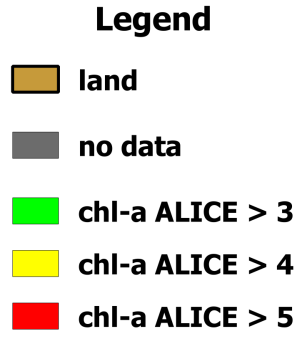 Legend
land
no data
chl-a ALICE > 3
chl-a ALICE > 4
chl-a ALICE > 5